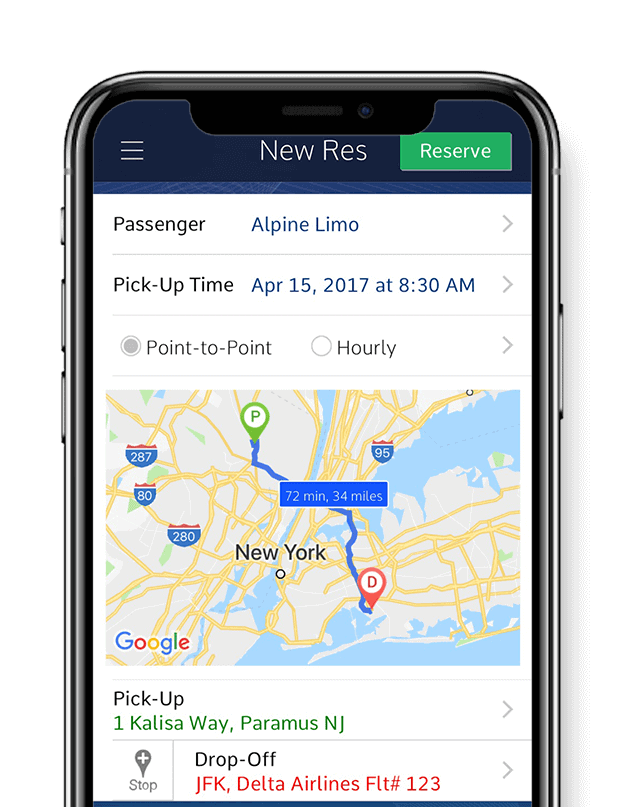 New Res
Reserve
Passenger Alpine Limo
Pick-Up Time Apr 15, 2017 at 8:30 AM
Point-to-Point Hourly
P
287
95
80
72 min, 34 miles
280
New York
D
Google
Pick-Up
1 Kalisa Way, Paramus NJ
Drop-Off
Stop
JFK, Delta Airlines Flt# 123